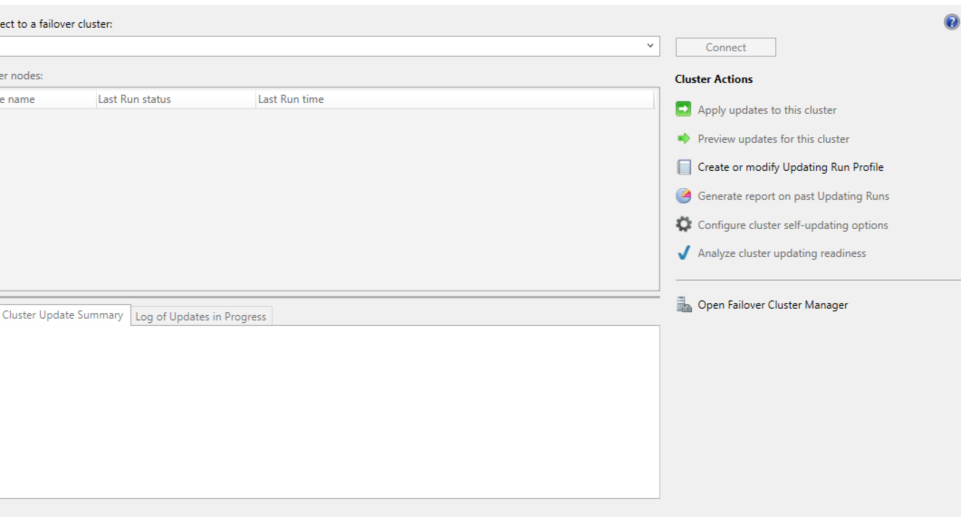 ect to a failover cluster:
Connect
er nodes:
e name Last Run status Last Run time
Cluster Actions
Apply updates to this cluster
Preview updates for this cluster
Create or modify Updating Run Profile
Generate report on past Updating Runs
Configure cluster self-updating options
Analyze cluster updating readiness
Open Failover Cluster Manager
Cluster Update Summary Log of Updates in Progress